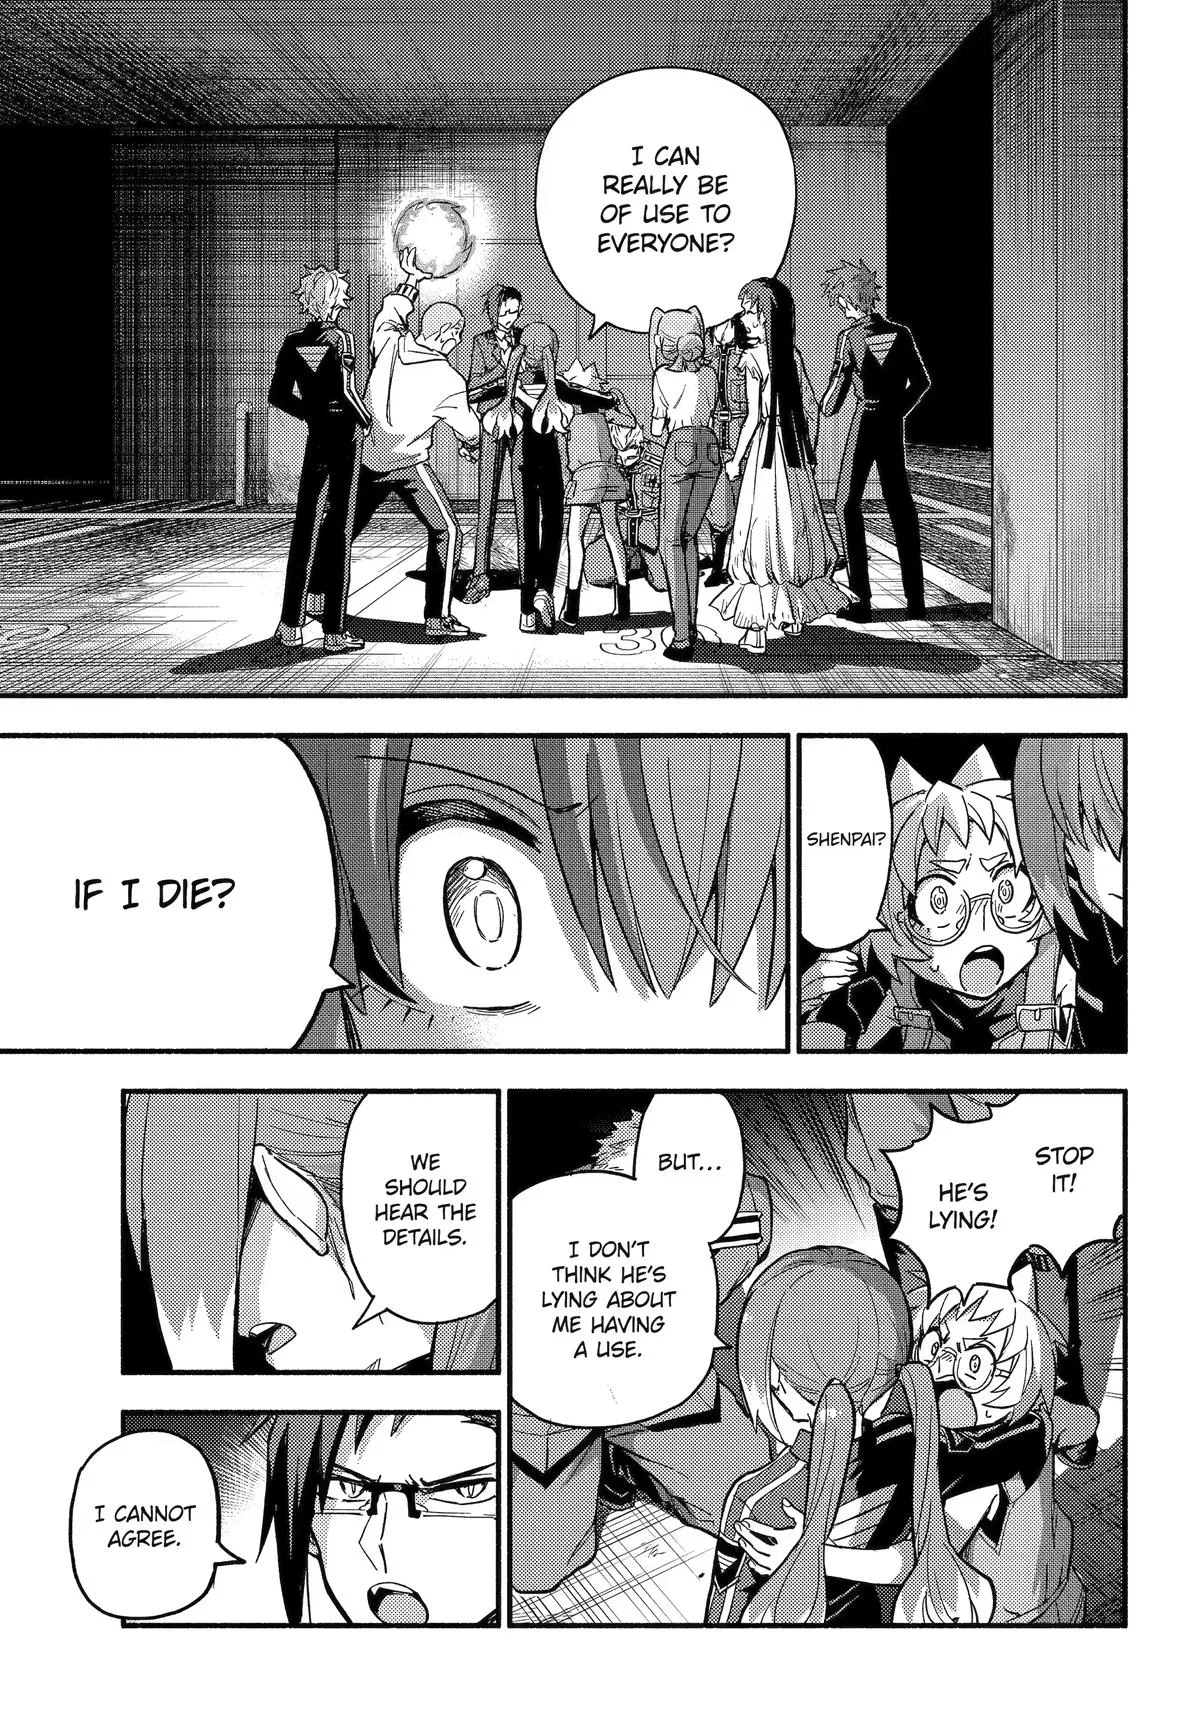 I CAN
REALLY BE
OF USE TO
EVERYONE?
SHENPAI?
IF I DIE?
STOP
IT!
HE'S
LYING!
BUT...
I DON'T
THINK HE'S
LYING ABOUT
ME HAVING
A USE.
WE
SHOULD
HEAR THE
DETAILS.
I CANNOT
AGREE.